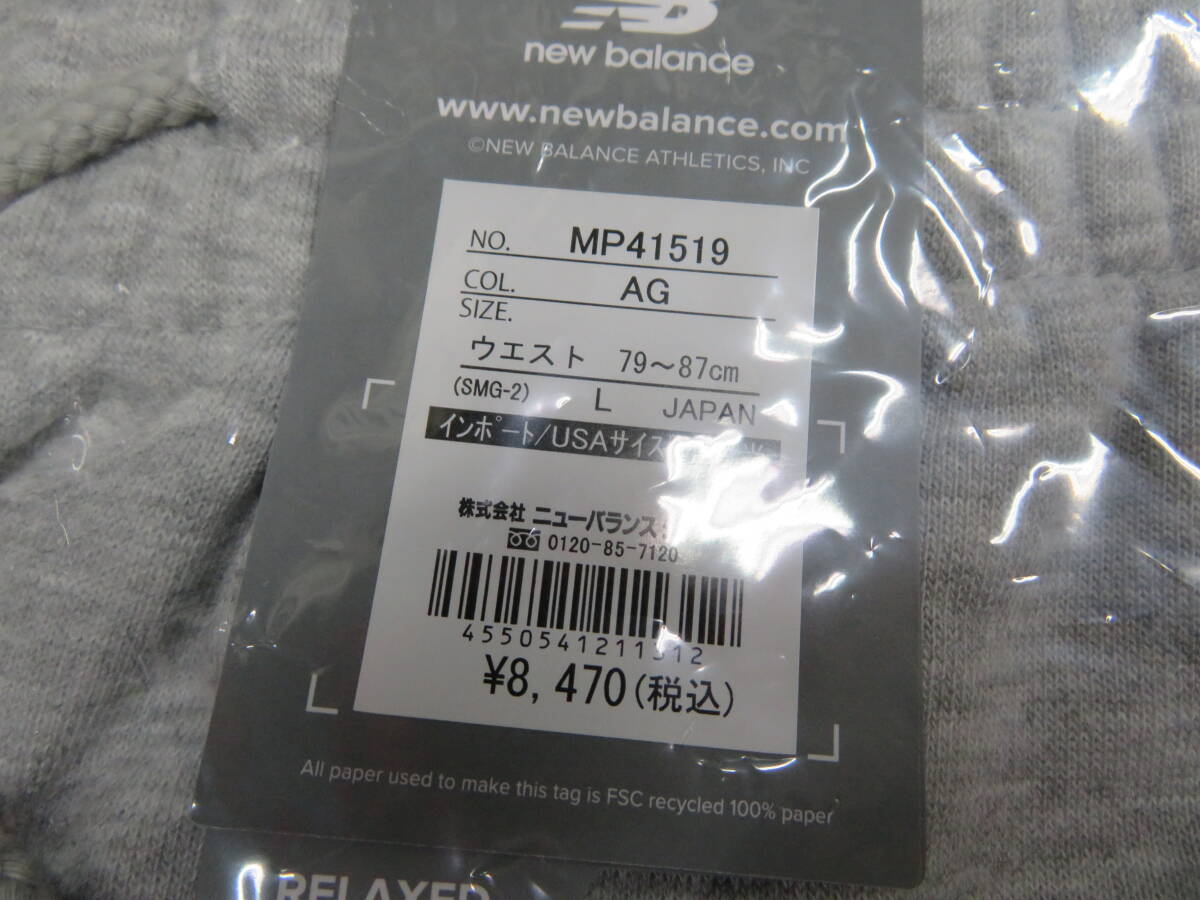 NB
new balance
www.newbalance.com
©NEW BALANCE ATHLETICS, INC
NO. MP41519
COL. AG
SIZE.
ウエスト 79~87cm
(SMG-2) L JAPAN
インポート/USAサイズ
株式会社 ニューバランス
0120-85-7120
¥8,470(税込)
All paper used to make this tag is FSC recycled 100% paper
RELAXED